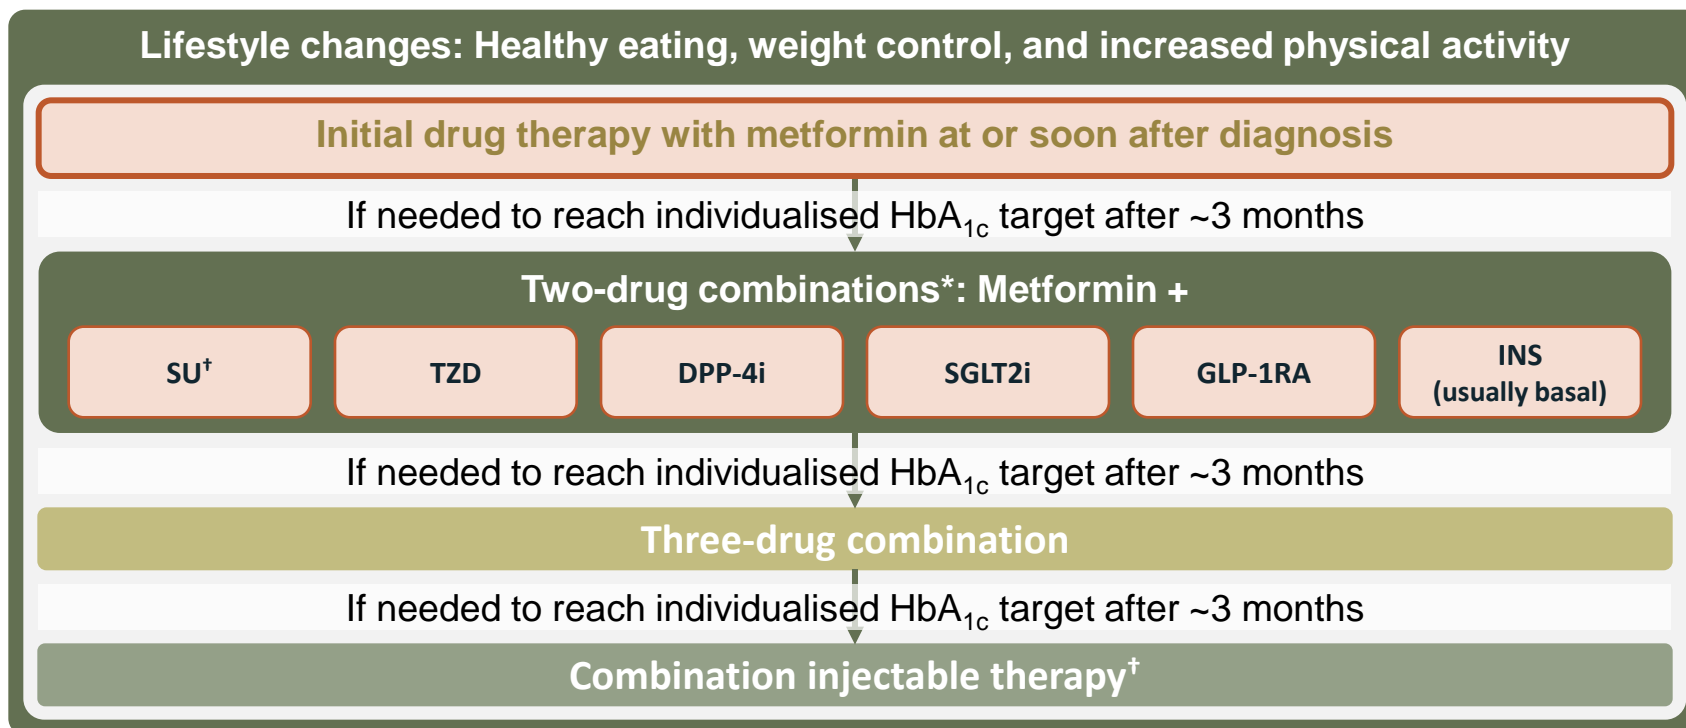 Lifestyle changes: Healthy eating, weight control, and increased physical activity
Initial drug therapy with metformin at or soon after diagnosis
If needed to reach individualised HbA1c target after ~3 months
Two-drug combinations*: Metformin +
SU†
TZD
DPP-4i
SGLT2i
GLP-1RA
INS
(usually basal)
If needed to reach individualised HbA1c target after ~3 months
Three-drug combination
If needed to reach individualised HbA1c target after ~3 months
Combination injectable therapy†